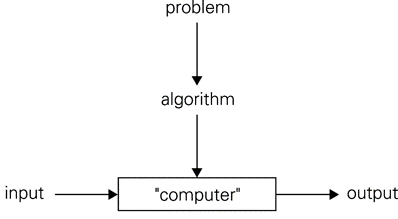 problem
algorithm
input
"computer"
output